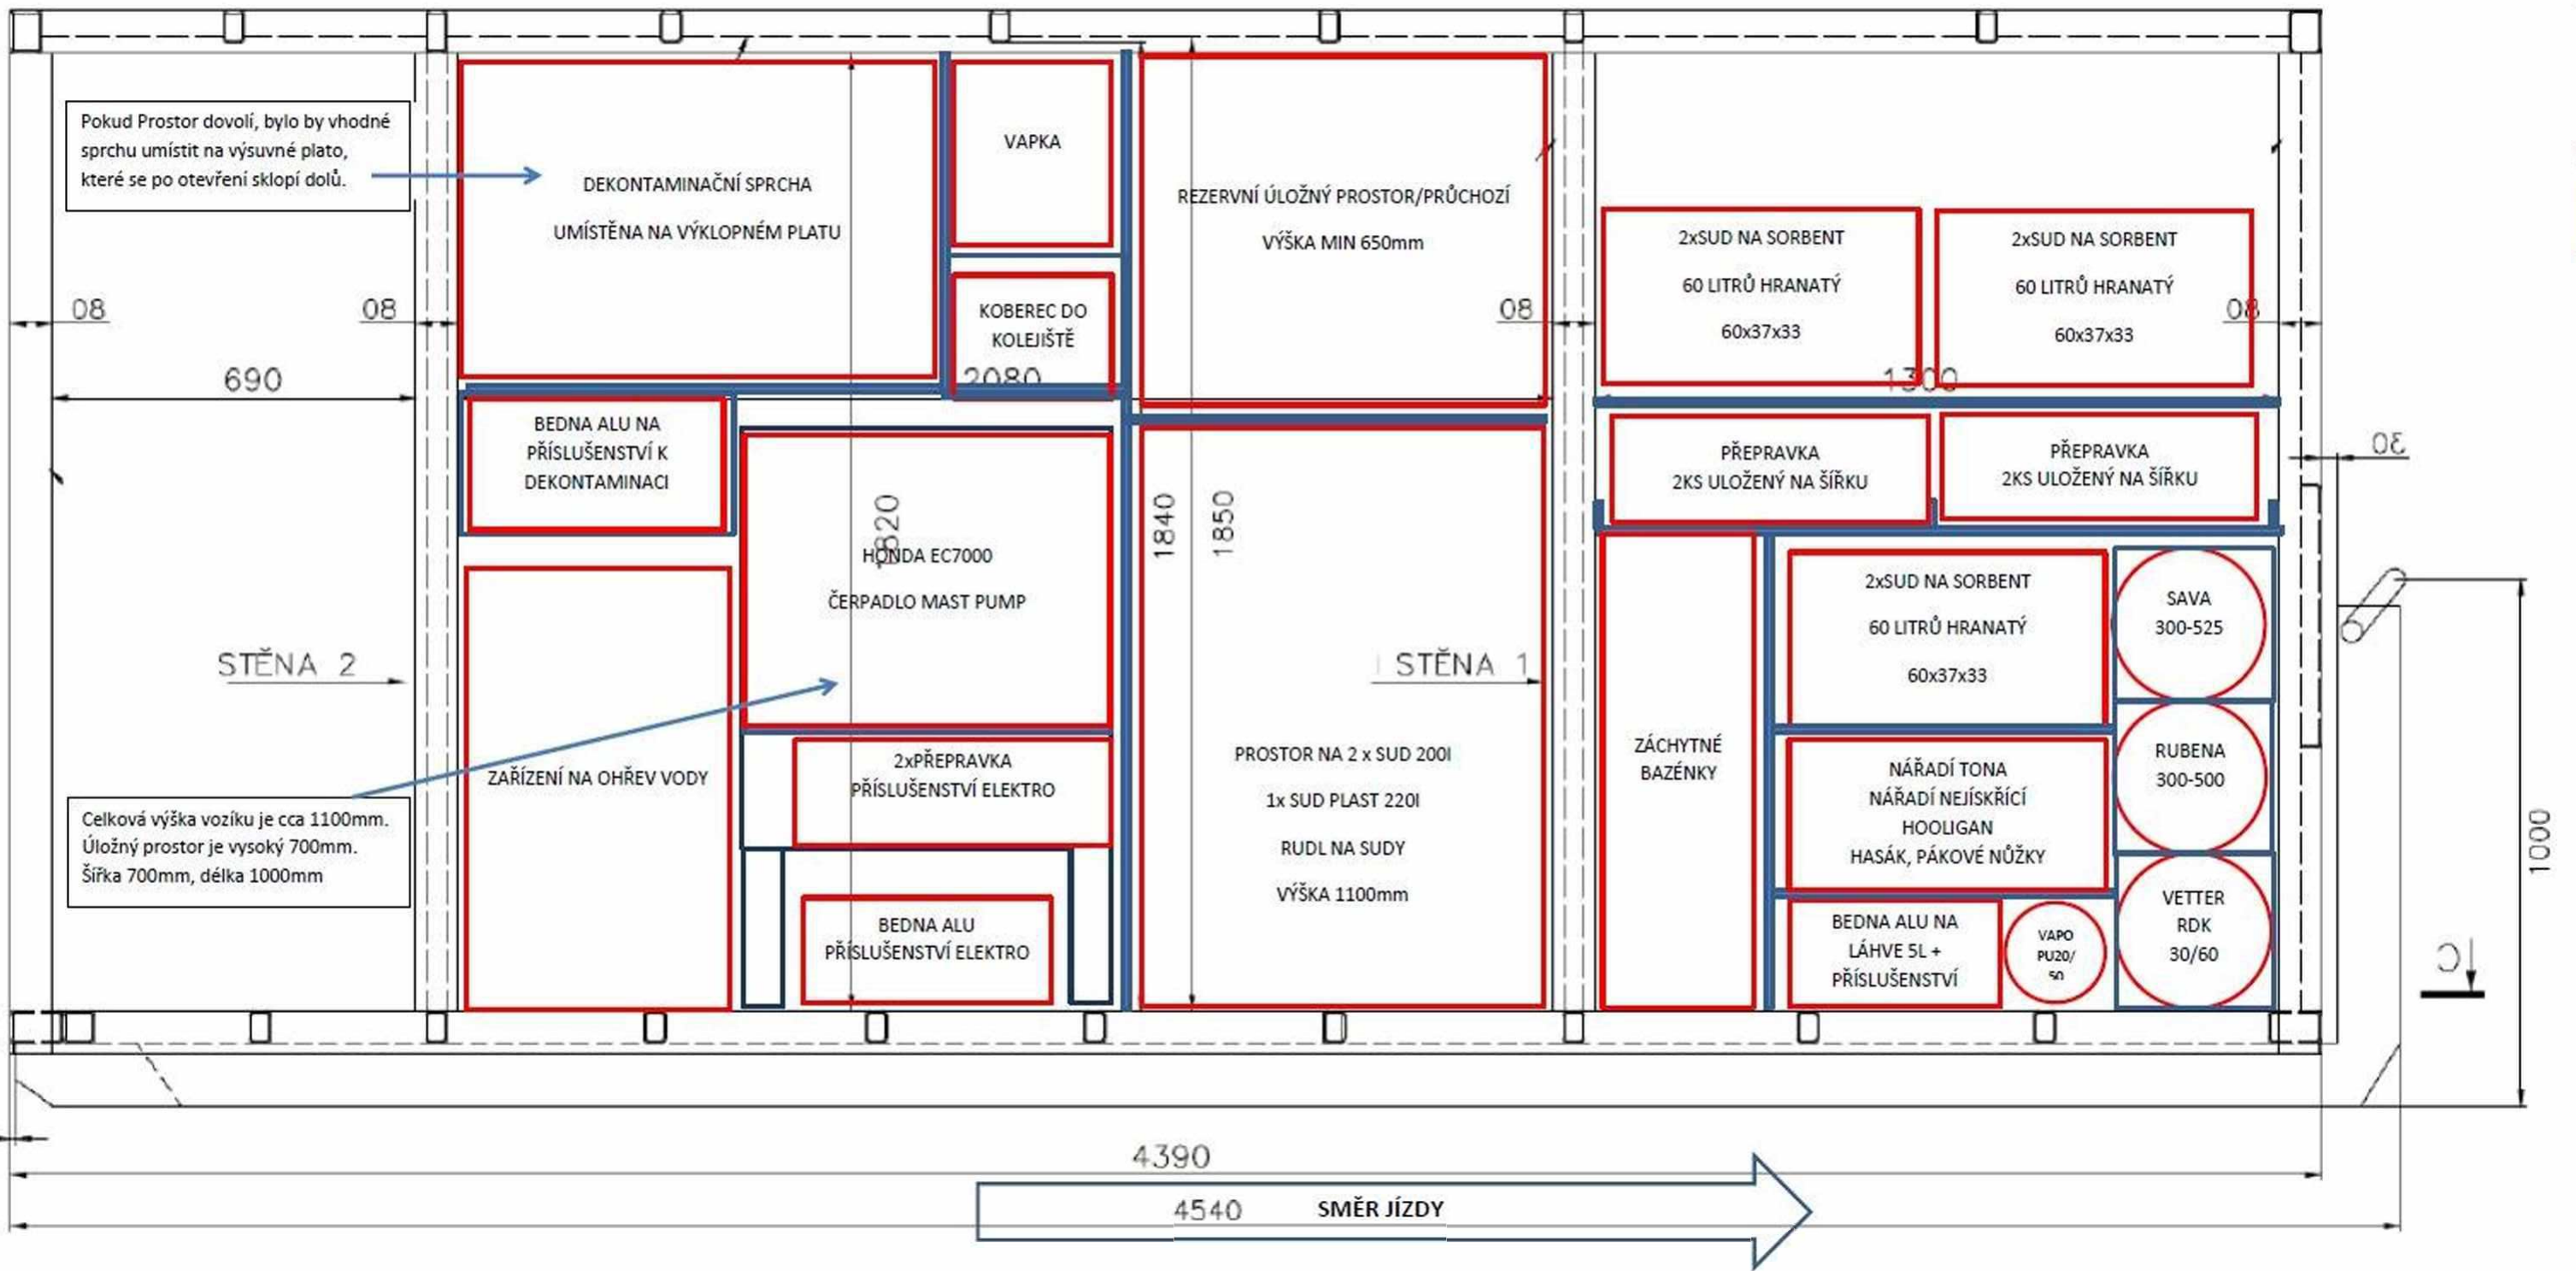 Pokud Prostor dovolí, bylo by vhodné
sprchu umístit na výsuvné plato,
které se po otevření sklopí dolů.
DEKONTAMINAČNÍ SPRCHA
UMÍSTĚNA NA VÝKLOPNÉM PLATU
VAPKA
KOBEREC DO
KOLEJIŠTĚ
REZERVNÍ ÚLOŽNÝ PROSTOR/PRŮCHOZÍ
VÝŠKA MIN 650mm
2xSUD NA SORBENT
60 LITRŮ HRANATÝ
60x37x33
2xSUD NA SORBENT
60 LITRŮ HRANATÝ
60x37x33
80
80
80
80
690
2080
1300
BEDNA ALU NA
PŘÍSLUŠENSTVÍ K
DEKONTAMINACI
PŘEPRAVKA
2KS ULOŽENÝ NA ŠÍŘKU
PŘEPRAVKA
2KS ULOŽENÝ NA ŠÍŘKU
30
1820
1840
1850
HONDA EC7000
ČERPADLO MAST PUMP
2xSUD NA SORBENT
60 LITRŮ HRANATÝ
60x37x33
SAVA
300-525
STĚNA 2
STĚNA 1
ZÁCHYTNÉ
BAZÉNKY
RUBENA
300-500
ZAŘÍZENÍ NA OHŘEV VODY
2xPŘEPRAVKA
PŘÍSLUŠENSTVÍ ELEKTRO
PROSTOR NA 2 x SUD 200l
1x SUD PLAST 220l
RUDL NA SUDY
VÝŠKA 1100mm
NÁŘADÍ TONA
NÁŘADÍ NEJÍSKŘÍCÍ
HOOLIGAN
HASÁK, PÁKOVÉ NŮŽKY
Celková výška vozíku je cca 1100mm.
Úložný prostor je vysoký 700mm.
Šířka 700mm, délka 1000mm
BEDNA ALU
PŘÍSLUŠENSTVÍ ELEKTRO
BEDNA ALU NA
LÁHVE 5L +
PŘÍSLUŠENSTVÍ
VAPO
PU20/
50
VETTER
RDK
30/60
1000
C
4390
4540
SMĚR JÍZDY